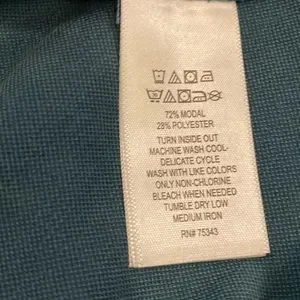 72% MODAL
28% POLYESTER
TURN INSIDE OUT
MACHINE WASH COOL-
DELICATE CYCLE
WASH WITH LIKE COLORS
ONLY NON-CHLORINE
BLEACH WHEN NEEDED
TUMBLE DRY LOW
MEDIUM IRON
RN# 75343